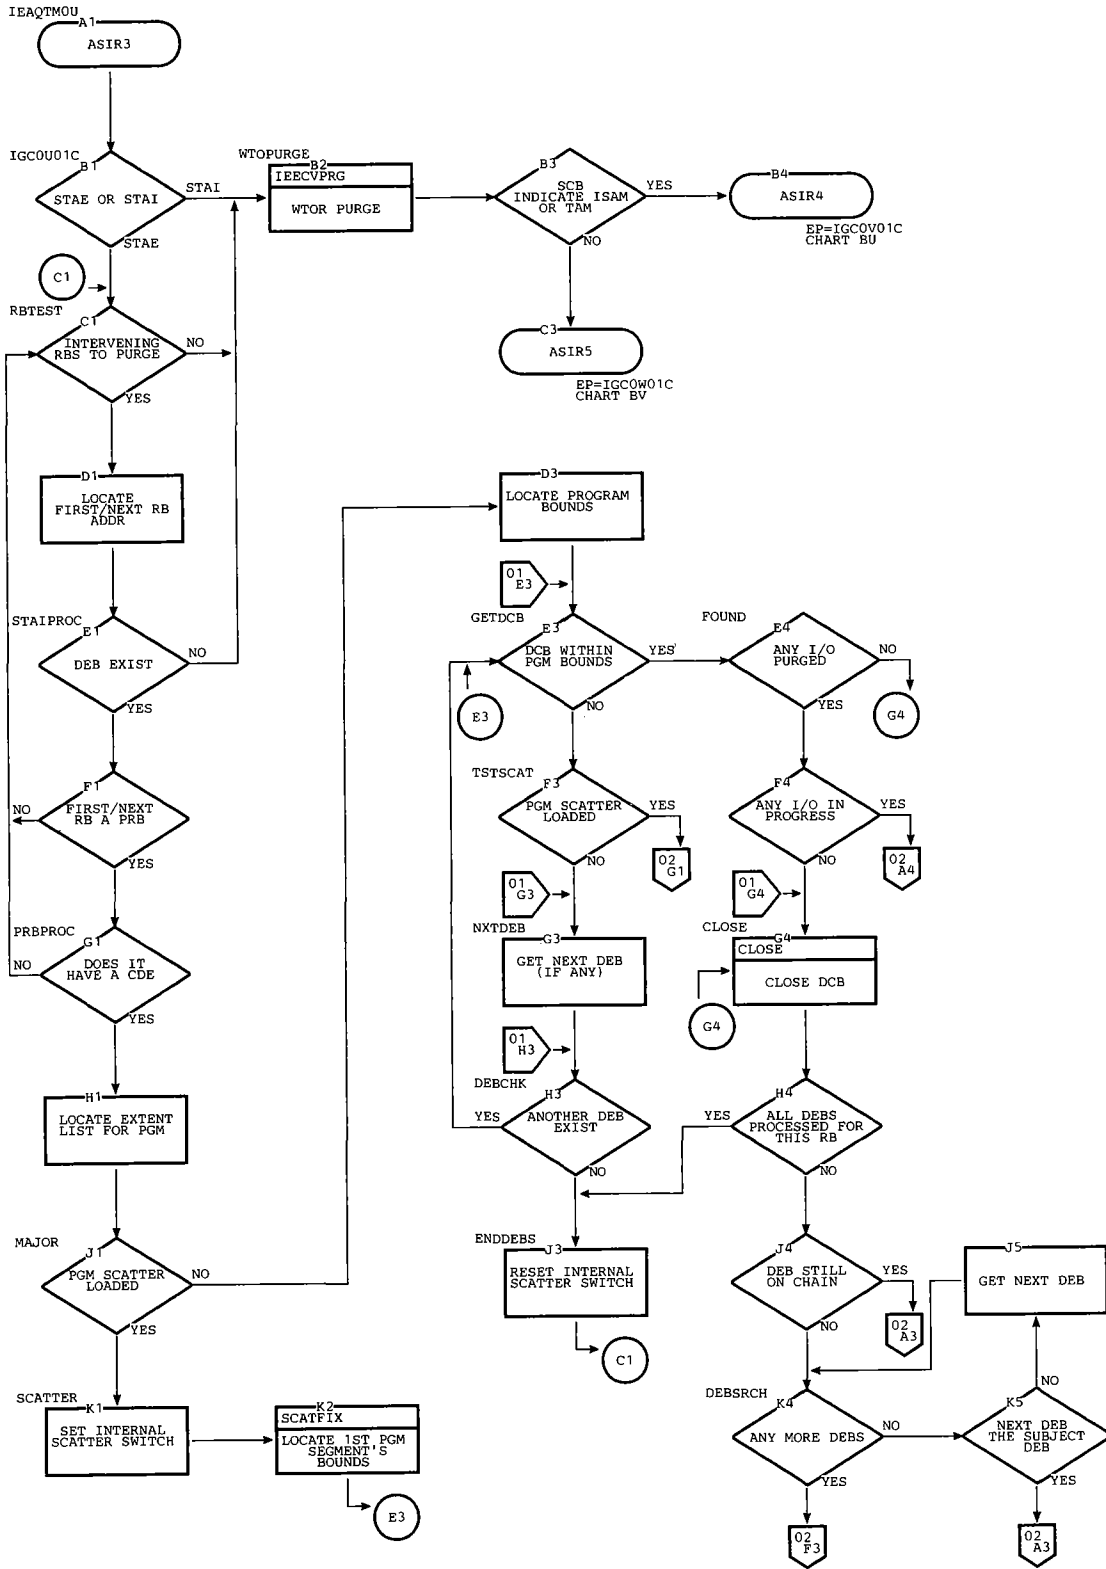 IEAQTM0U
A1
ASIR3
IGC0U01C
B1
STAE OR STAI
STAI
STAE
WTOPURGE
B2
IEECVPRG
WTOR PURGE
B3
SCB
INDICATE ISAM
OR TAM
YES
NO
B4
ASIR4
EP=IGC0V01C
CHART BU
C1
RBTEST
C1
INTERVENING
RBS TO PURGE
NO
YES
C3
ASIR5
EP=IGC0W01C
CHART BV
D1
LOCATE
FIRST/NEXT RB
ADDR
D3
LOCATE PROGRAM
BOUNDS
01
E3
STAIPROC
E1
DEB EXIST
NO
YES
GETDCB
E3
DCB WITHIN
PGM BOUNDS
YES
NO
E3
FOUND
E4
ANY I/O
PURGED
NO
YES
G4
F1
FIRST/NEXT
RB A PRB
NO
YES
TSTSCAT
F3
PGM SCATTER
LOADED
YES
NO
02
G1
F4
ANY I/O IN
PROGRESS
YES
NO
02
A4
01
G3
01
G4
PRBPROC
G1
DOES IT
HAVE A CDE
NO
YES
NXTDEB
G3
GET NEXT DEB
(IF ANY)
CLOSE
G4
CLOSE
CLOSE DCB
G4
01
H3
H1
LOCATE EXTENT
LIST FOR PGM
DEBCHK
H3
ANOTHER DEB
EXIST
YES
NO
H4
ALL DEBS
PROCESSED FOR
THIS RB
YES
NO
MAJOR
J1
PGM SCATTER
LOADED
NO
YES
ENDDEBS
J3
RESET INTERNAL
SCATTER SWITCH
C1
J4
DEB STILL
ON CHAIN
YES
NO
02
A3
J5
GET NEXT DEB
SCATTER
K1
SET INTERNAL
SCATTER SWITCH
K2
SCATFIX
LOCATE 1ST PGM
SEGMENT'S
BOUNDS
E3
DEBSRCH
K4
ANY MORE DEBS
NO
YES
02
F3
K5
NEXT DEB
THE SUBJECT
DEB
NO
YES
02
A3